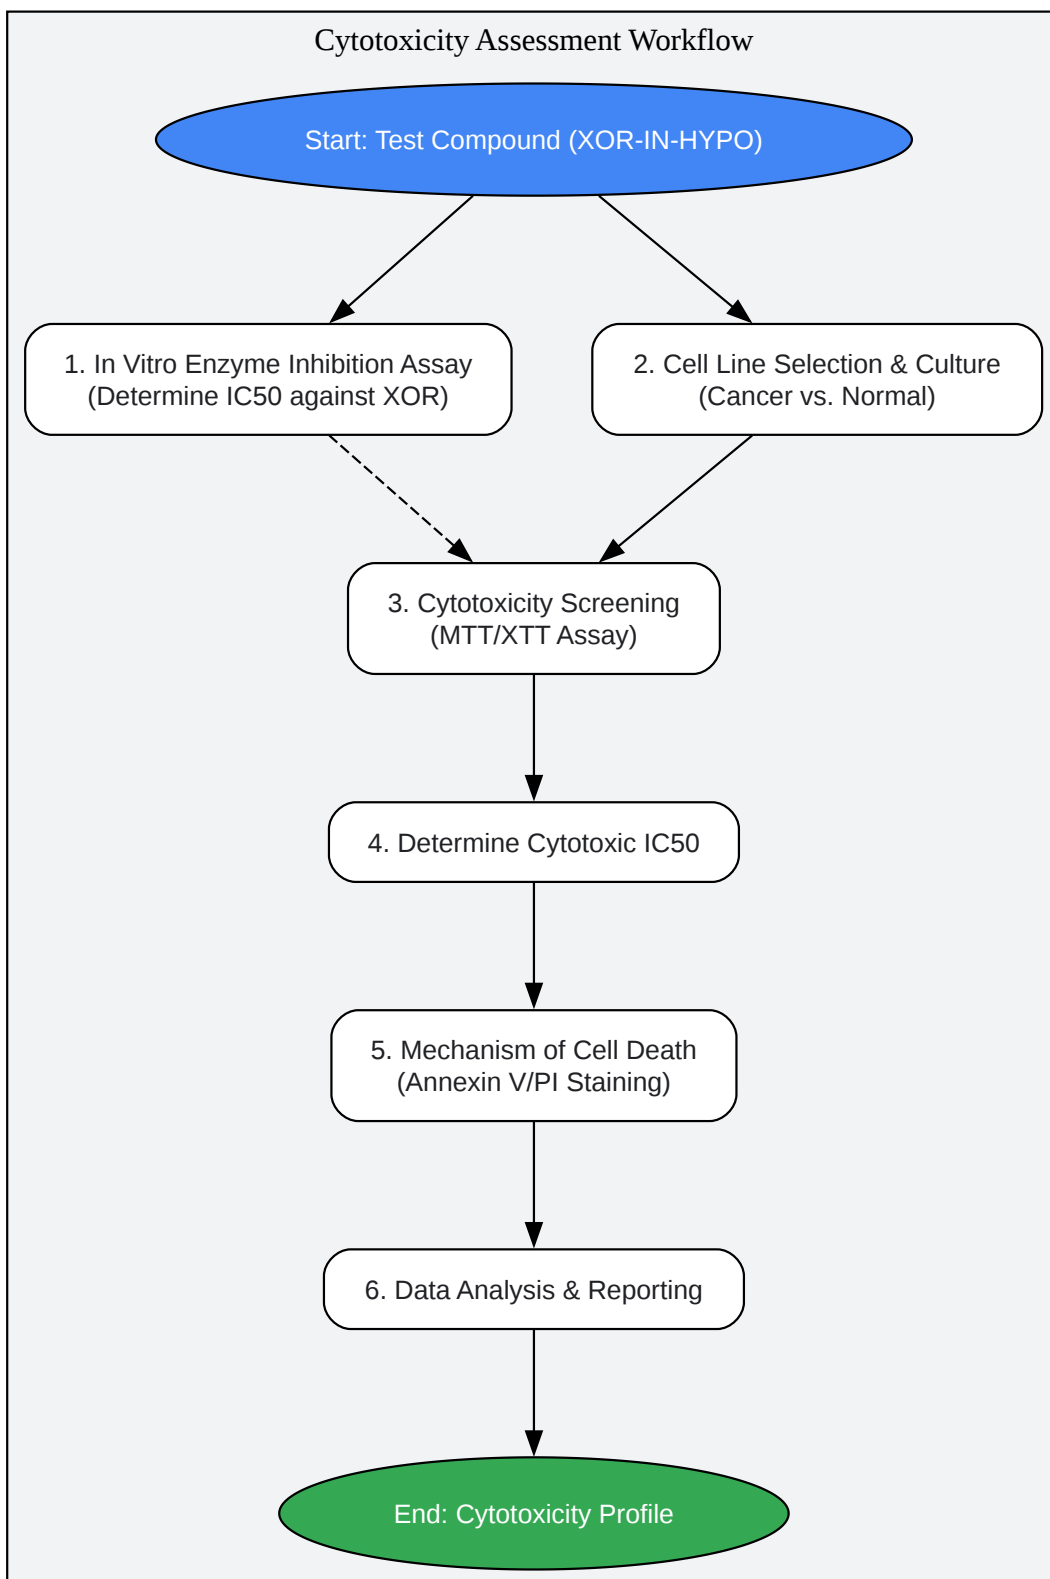 Cytotoxicity Assessment Workflow
Start: Test Compound (XOR-IN-HYPO)
1. In Vitro Enzyme Inhibition Assay
(Determine IC50 against XOR)
2. Cell Line Selection & Culture
(Cancer vs. Normal)
3. Cytotoxicity Screening
(MTT/XTT Assay)
4. Determine Cytotoxic IC50
5. Mechanism of Cell Death
(Annexin V/PI Staining)
6. Data Analysis & Reporting
End: Cytotoxicity Profile